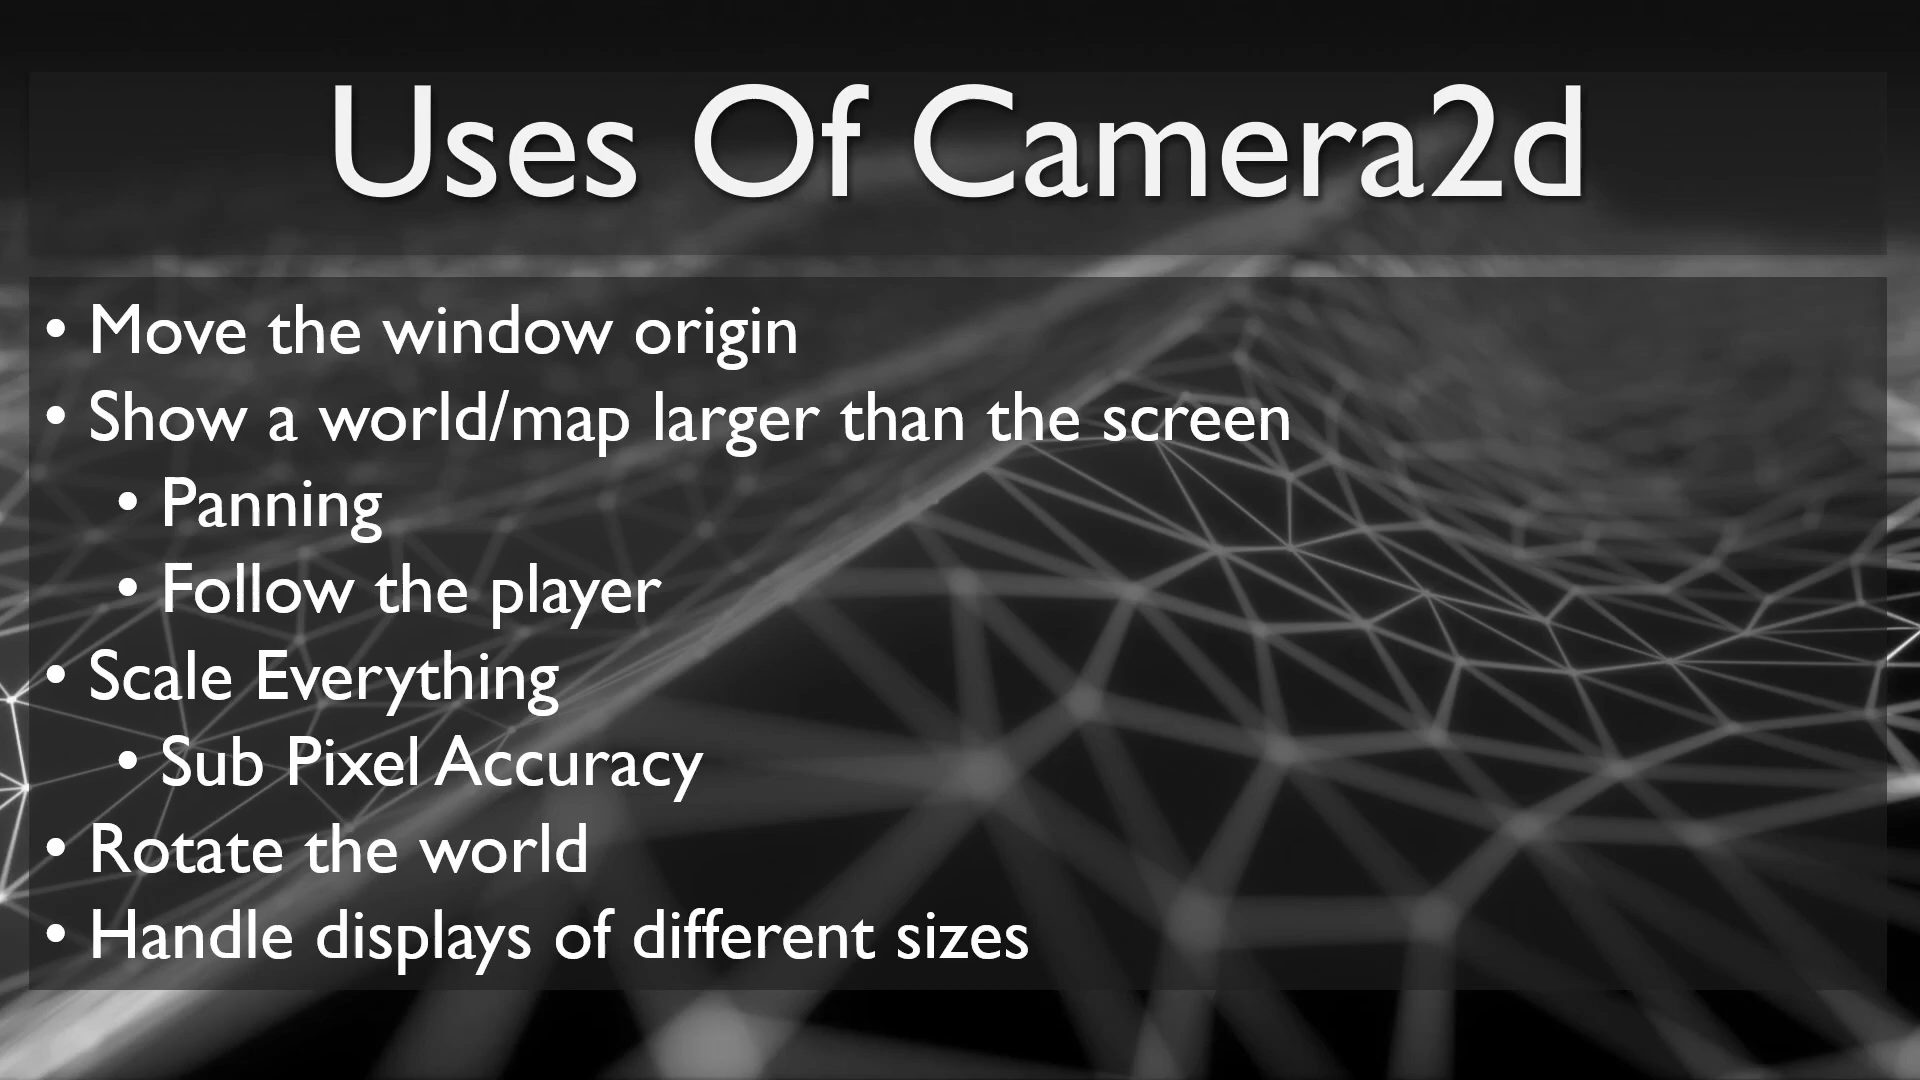 Uses Of Camera2d
• Move the window origin
• Show a world/map larger than the screen
• Panning
• Follow the player
• Scale Everything
• Sub Pixel Accuracy
• Rotate the world
• Handle displays of different sizes